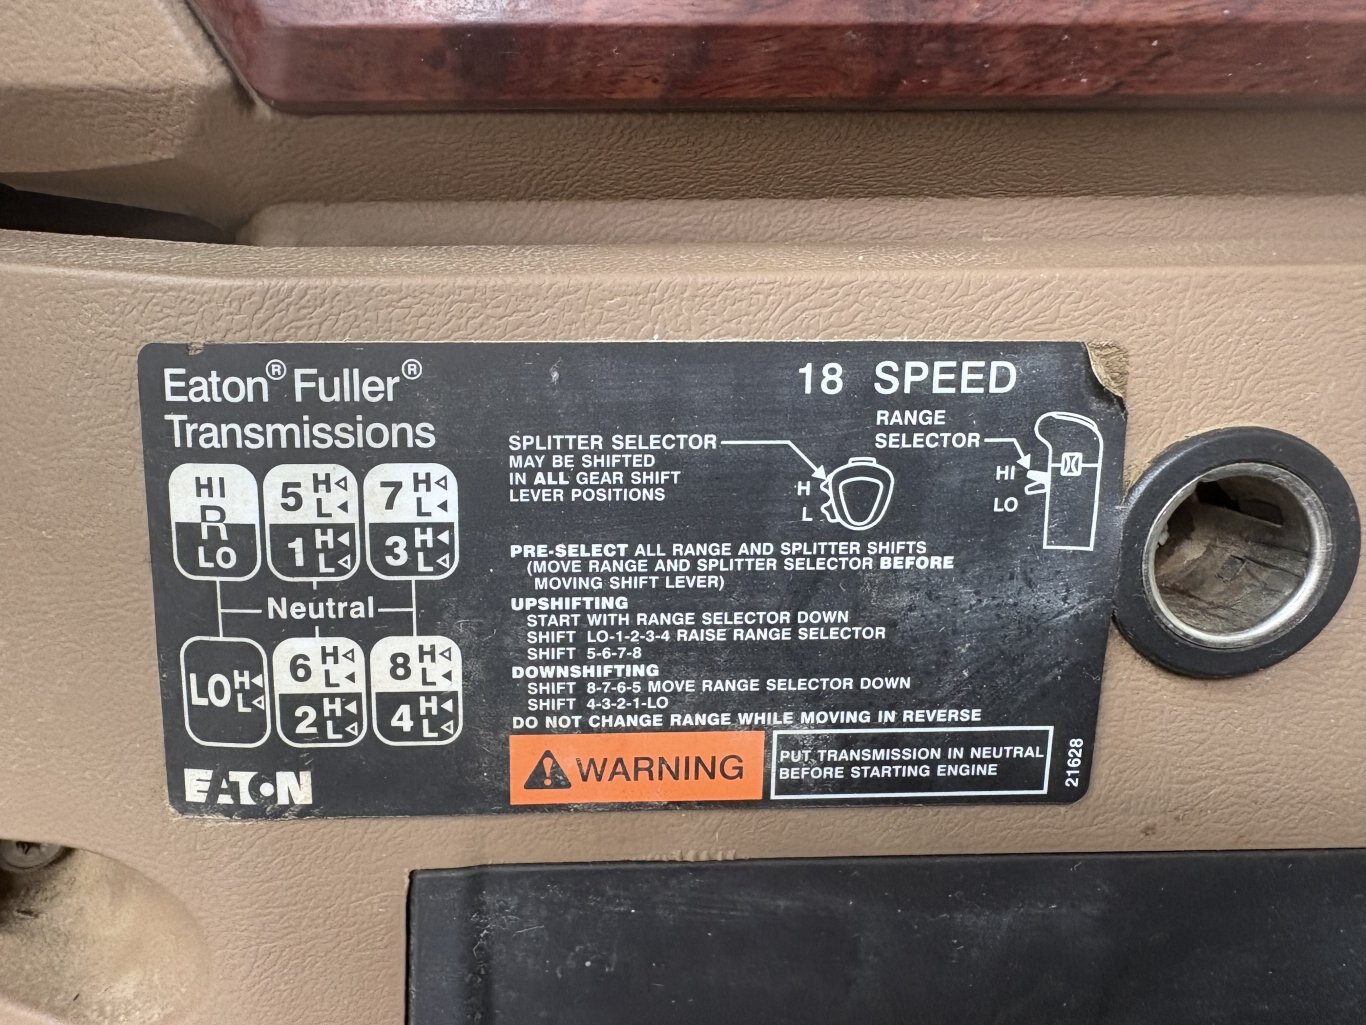 Eaton® Fuller®
Transmissions
18 SPEED
RANGE
SELECTOR
HI
LO
SPLITTER SELECTOR
MAY BE SHIFTED
IN ALL GEAR SHIFT
LEVER POSITIONS
H
L
HI
R
LO
5 H L
1 H L
7 H L
3 H L
Neutral
LO H L
6 H L
2 H L
8 H L
4 H L
PRE-SELECT ALL RANGE AND SPLITTER SHIFTS
(MOVE RANGE AND SPLITTER SELECTOR BEFORE
MOVING SHIFT LEVER)
UPSHIFTING
START WITH RANGE SELECTOR DOWN
SHIFT LO-1-2-3-4 RAISE RANGE SELECTOR
SHIFT 5-6-7-8
DOWNSHIFTING
SHIFT 8-7-6-5 MOVE RANGE SELECTOR DOWN
SHIFT 4-3-2-1-LO
DO NOT CHANGE RANGE WHILE MOVING IN REVERSE
WARNING
PUT TRANSMISSION IN NEUTRAL
BEFORE STARTING ENGINE
21628
EATON